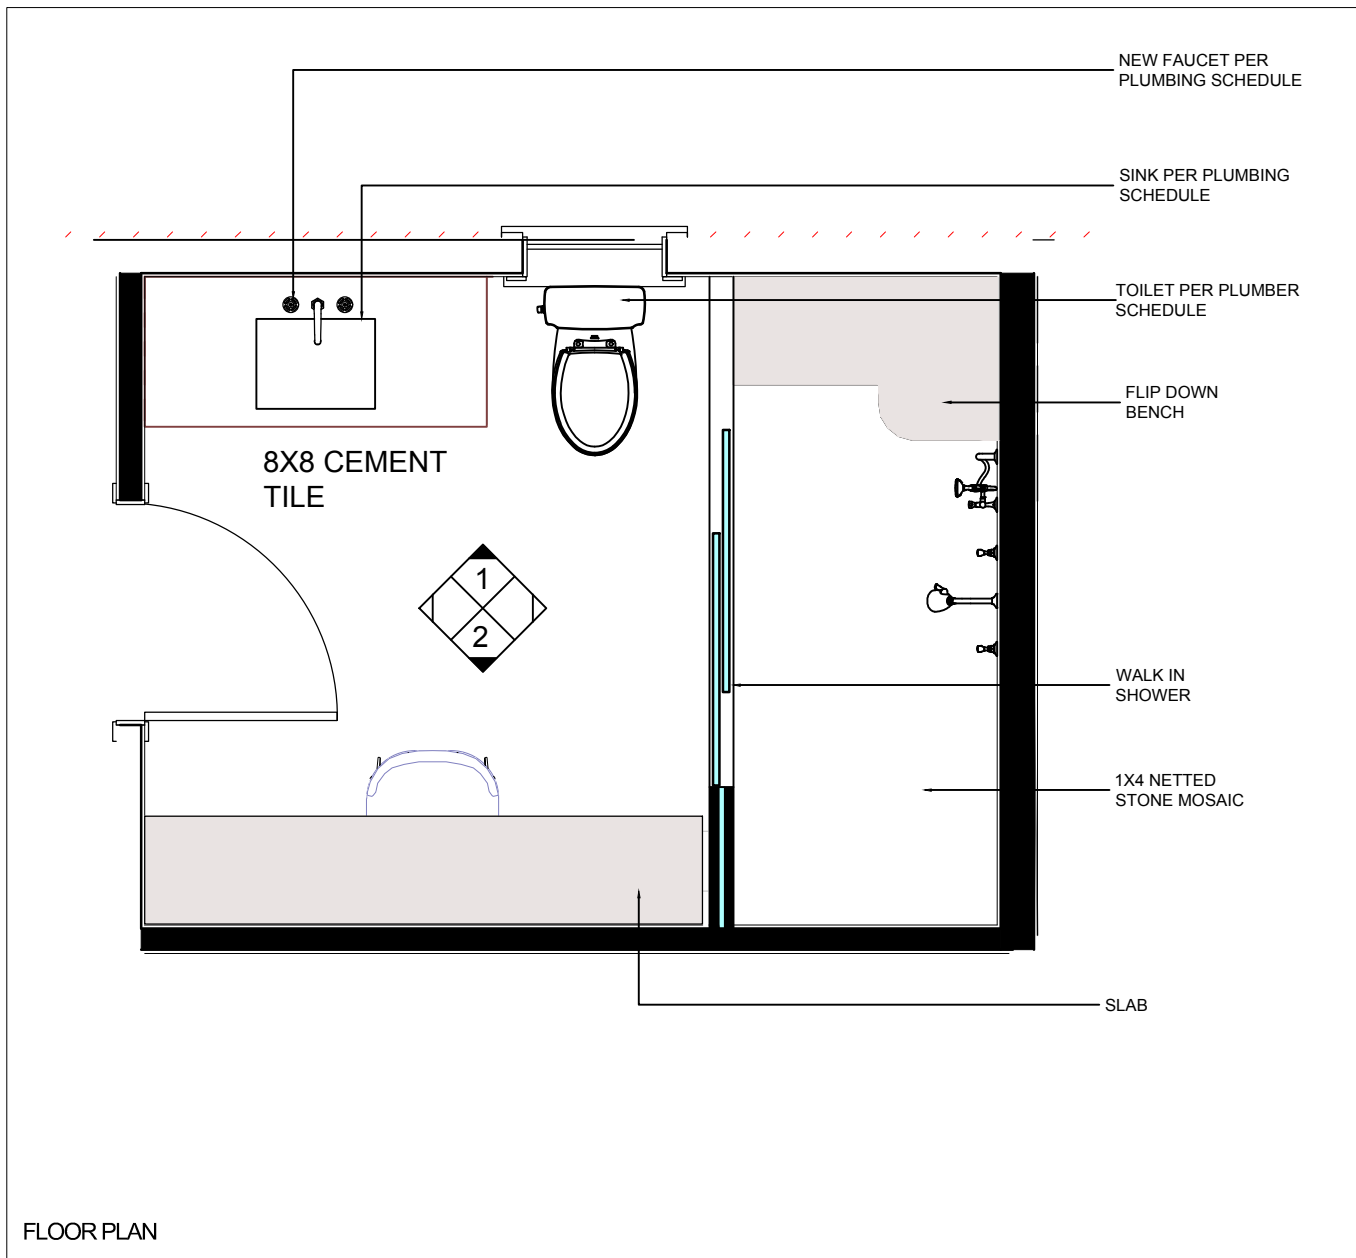 NEW FAUCET PER
PLUMBING SCHEDULE
SINK PER PLUMBING
SCHEDULE
TOILET PER PLUMBER
SCHEDULE
FLIP DOWN
BENCH
8X8 CEMENT
TILE
1
2
WALK IN
SHOWER
1X4 NETTED
STONE MOSAIC
SLAB
FLOOR PLAN